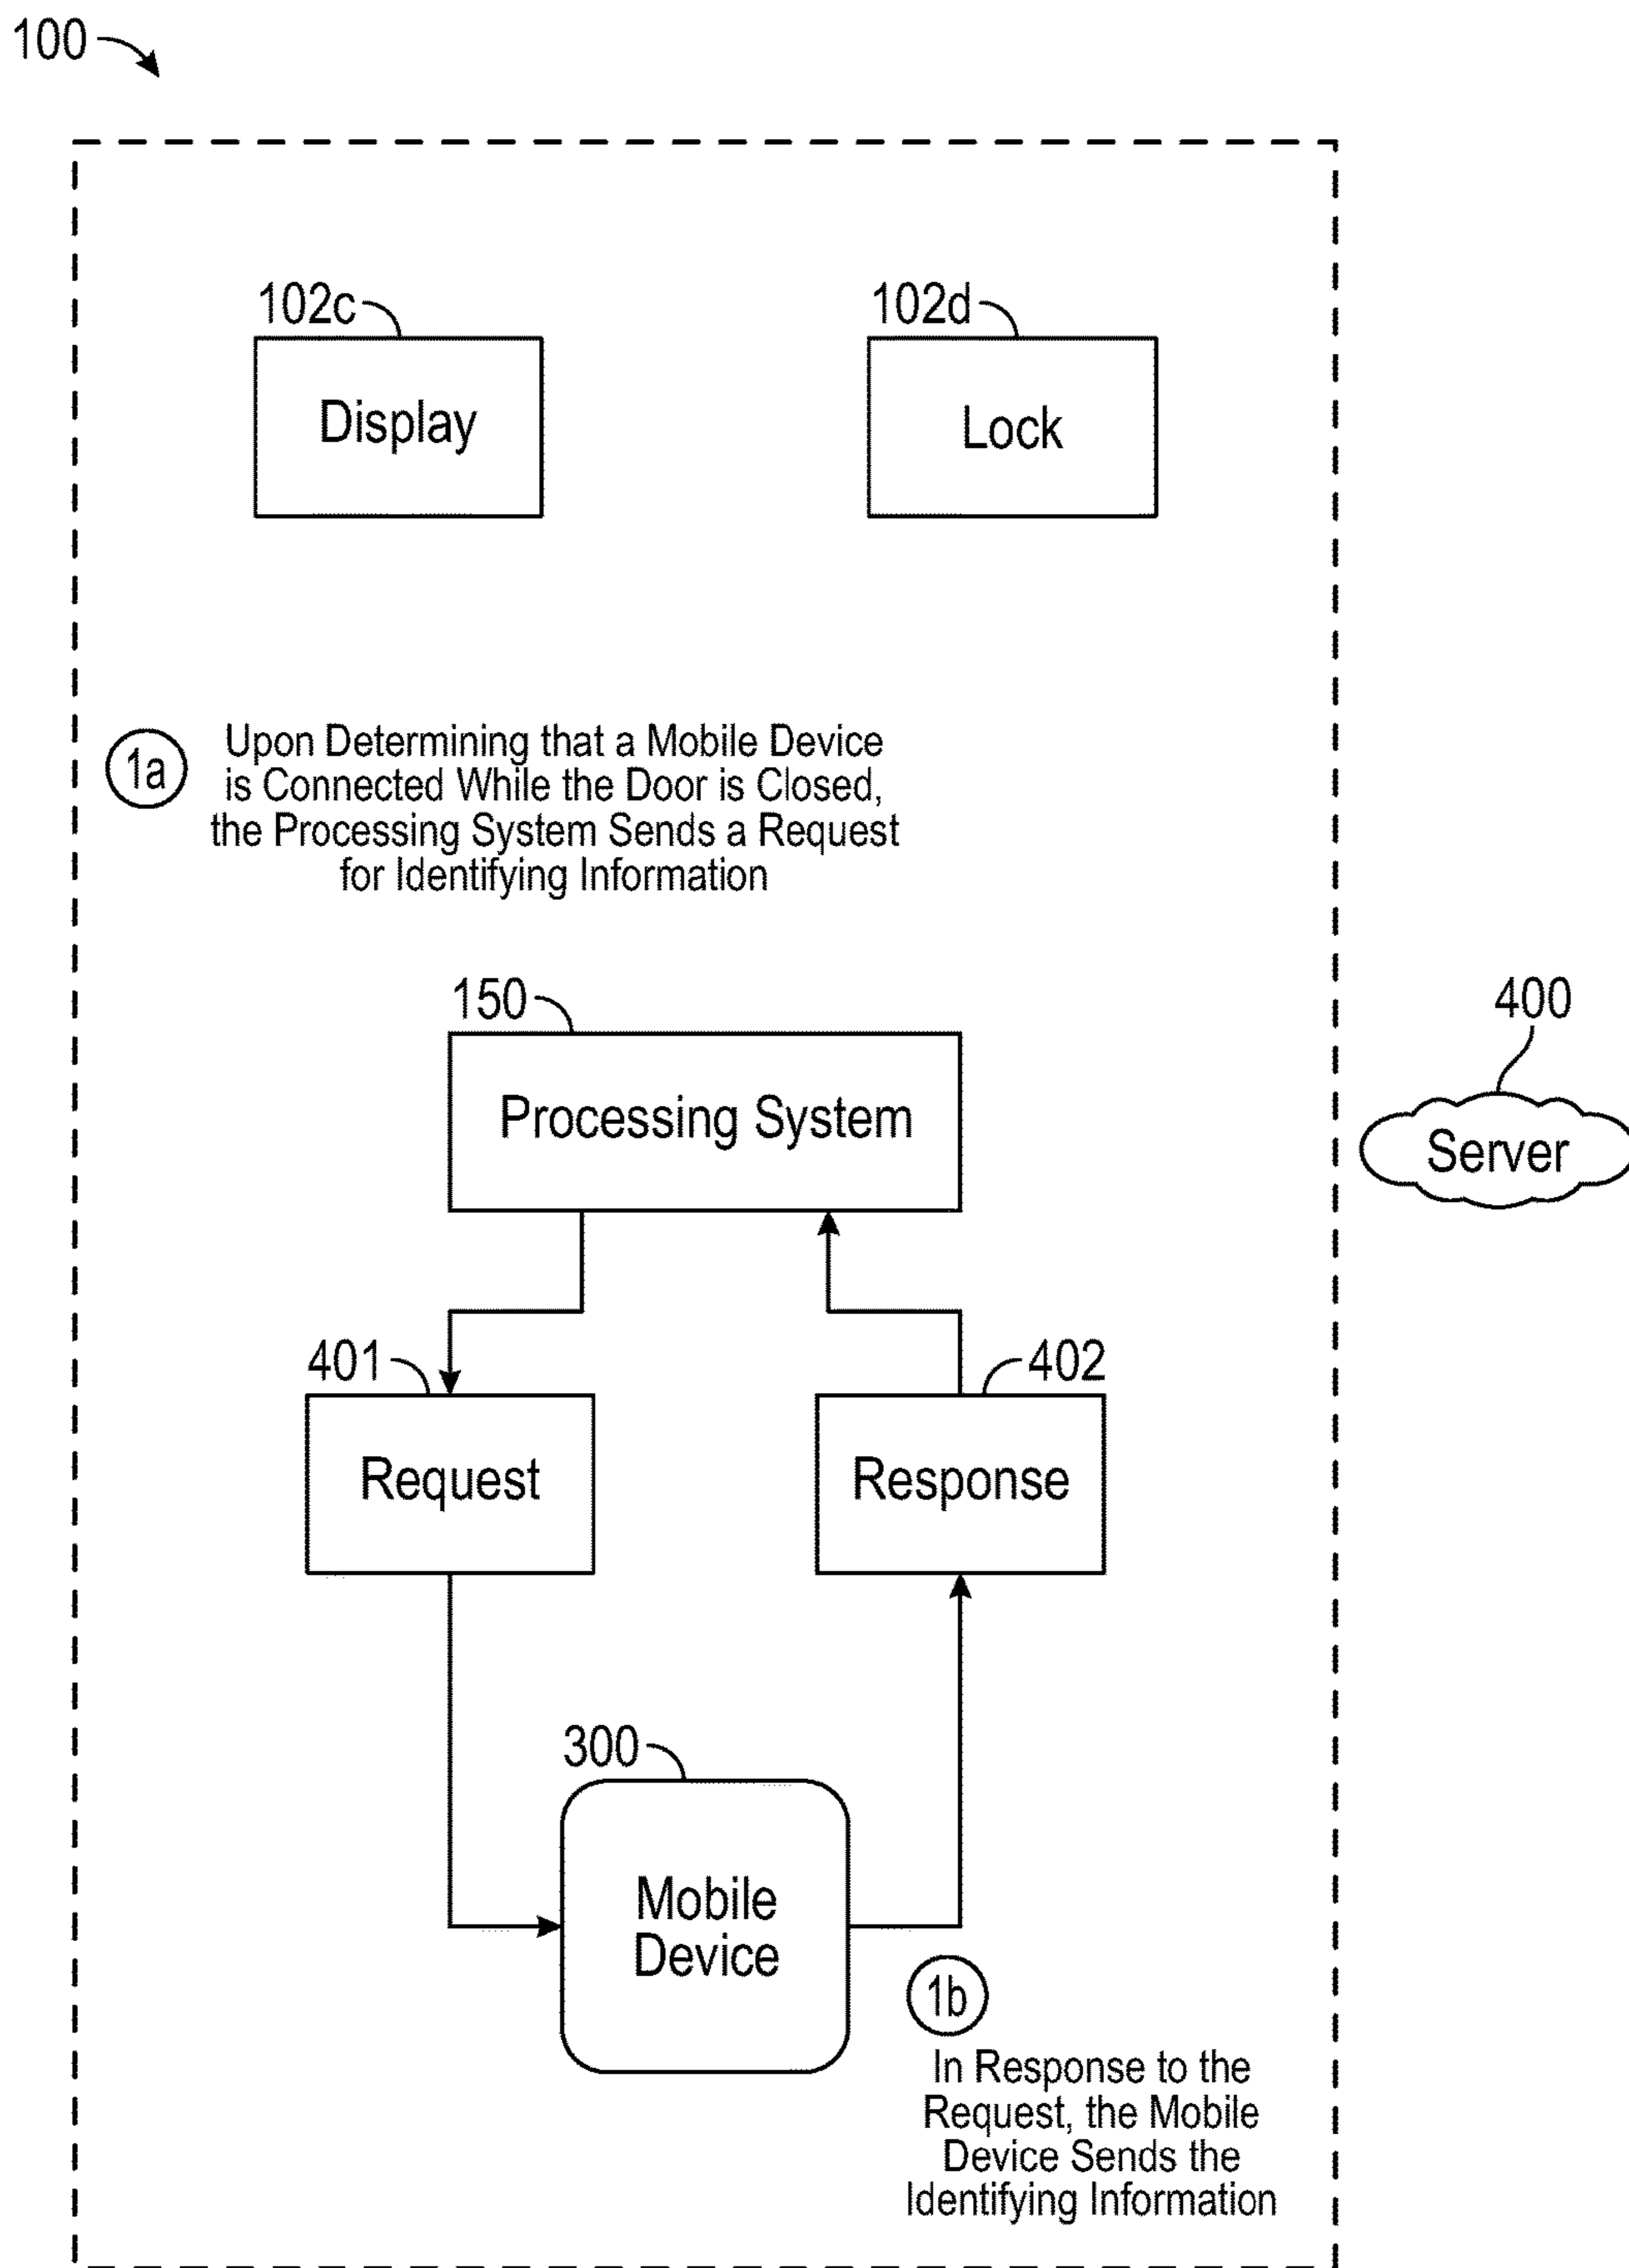 100
102c
102d
Display
Lock
1a
Upon Determining that a Mobile Device
is Connected While the Door is Closed,
the Processing System Sends a Request
for Identifying Information
150
Processing System
400
Server
401
402
Request
Response
300
Mobile
Device
1b
In Response to the
Request, the Mobile
Device Sends the
Identifying Information